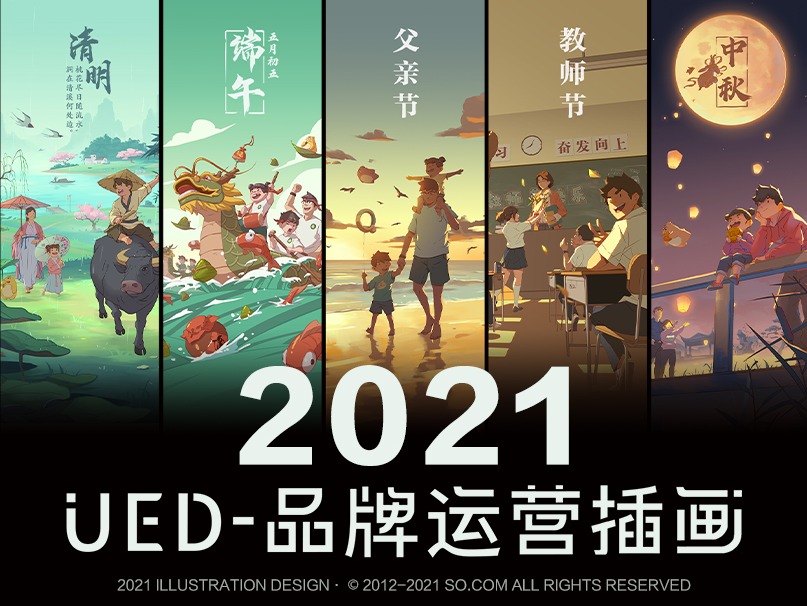 清明
桃花尽日随流水
洞在清溪何处边
端午
五月初五
父亲节
教师节
习
奋发向上
中秋
2021
UED-品牌运营插画
2021 ILLUSTRATION DESIGN · © 2012-2021 SO.COM ALL RIGHTS RESERVED